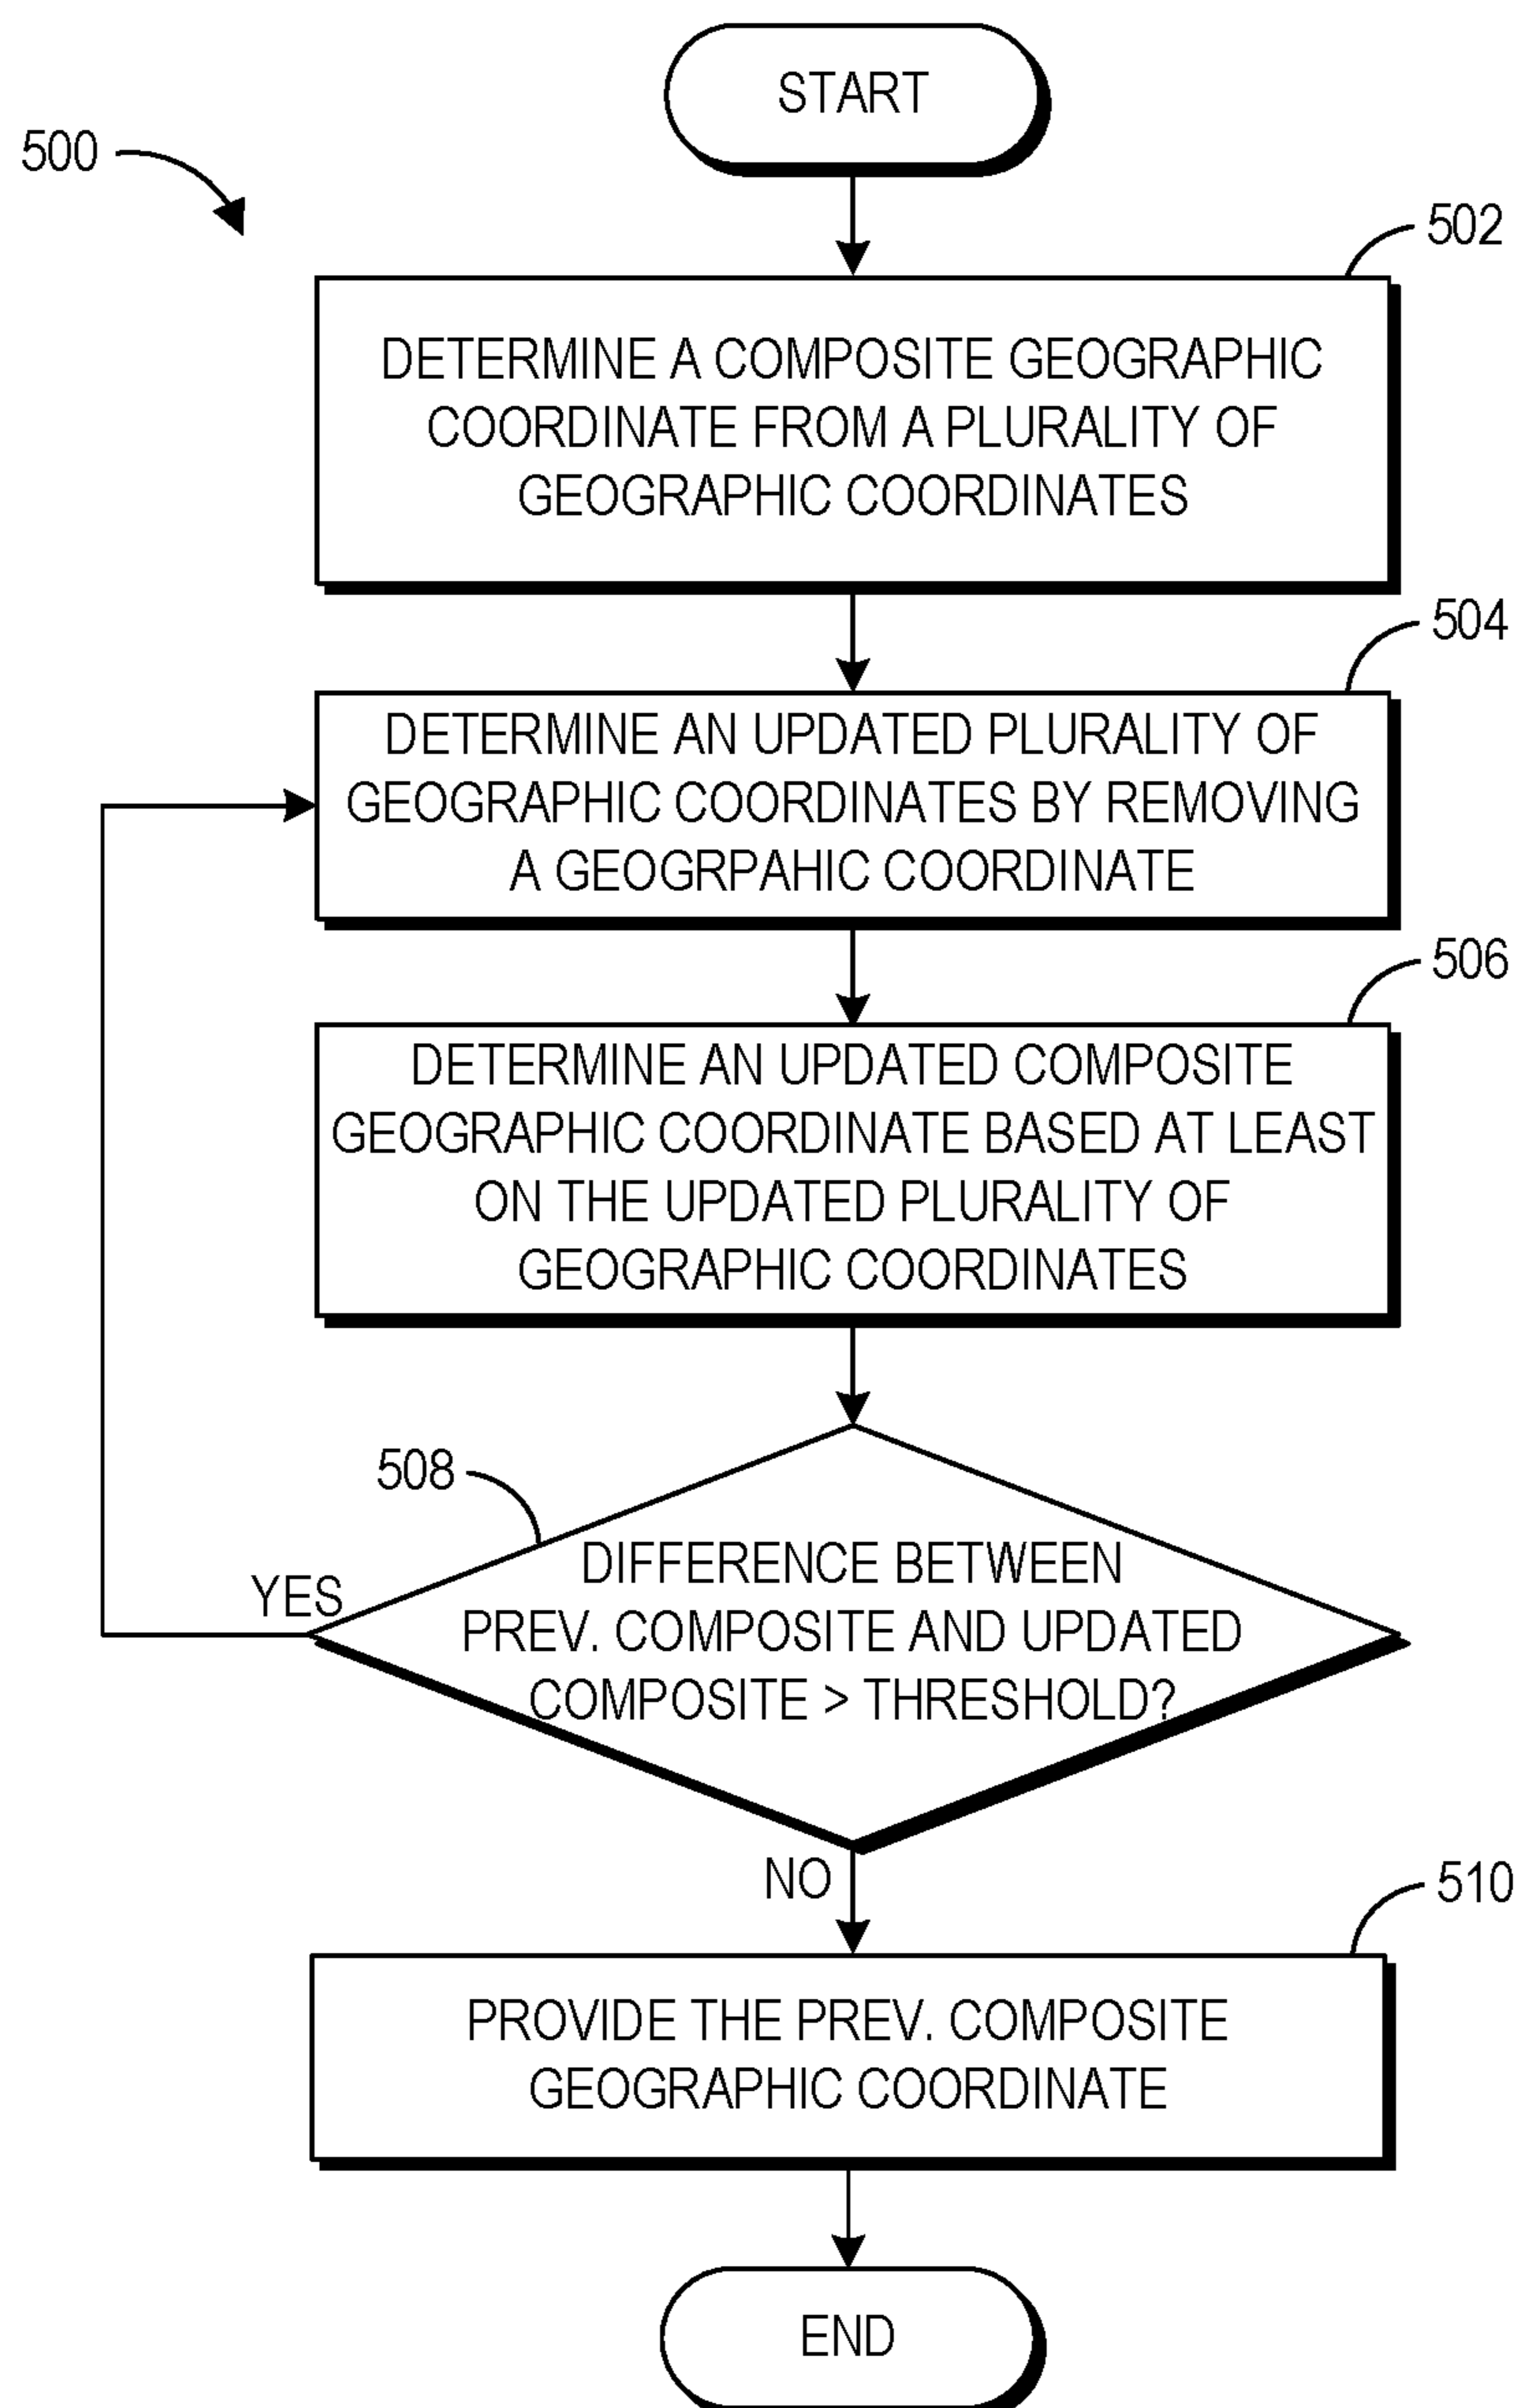 START
500
502
DETERMINE A COMPOSITE GEOGRAPHIC
COORDINATE FROM A PLURALITY OF
GEOGRAPHIC COORDINATES
504
DETERMINE AN UPDATED PLURALITY OF
GEOGRAPHIC COORDINATES BY REMOVING
A GEOGRPAHIC COORDINATE
506
DETERMINE AN UPDATED COMPOSITE
GEOGRAPHIC COORDINATE BASED AT LEAST
ON THE UPDATED PLURALITY OF
GEOGRAPHIC COORDINATES
508
DIFFERENCE BETWEEN
YES
PREV. COMPOSITE AND UPDATED
COMPOSITE > THRESHOLD?
NO
510
PROVIDE THE PREV. COMPOSITE
GEOGRAPHIC COORDINATE
END